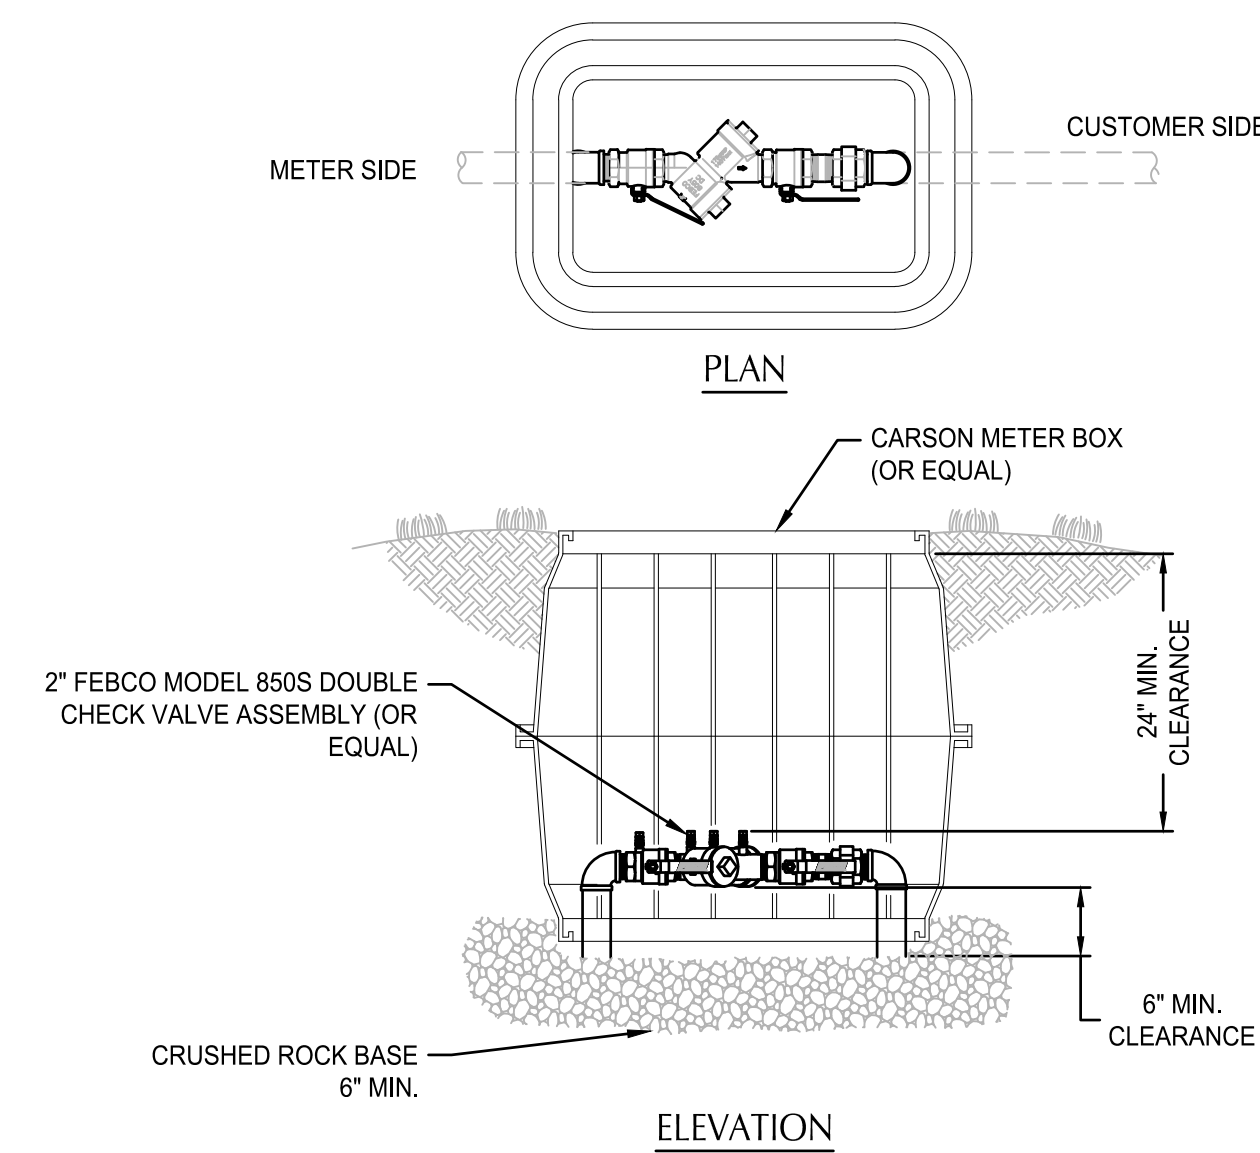 METER SIDE
CUSTOMER SIDE
PLAN
CARSON METER BOX
(OR EQUAL)
2" FEBCO MODEL 850S DOUBLE
CHECK VALVE ASSEMBLY (OR
EQUAL)
24" MIN.
CLEARANCE
6" MIN.
CLEARANCE
CRUSHED ROCK BASE
6" MIN.
ELEVATION